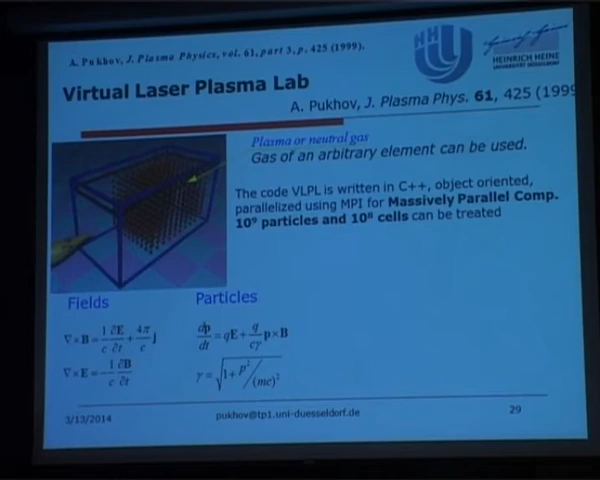 A. Pukhov, J. Plasma Physics, vol. 61, part 3, p. 425 (1999).
HHU
HEINRICH HEINE
UNIVERSITÄT DÜSSELDORF
Virtual Laser Plasma Lab
A. Pukhov, J. Plasma Phys. 61, 425 (1999
Plasma or neutral gas
Gas of an arbitrary element can be used.
The code VLPL is written in C++, object oriented,
parallelized using MPI for Massively Parallel Comp.
10⁹ particles and 10⁸ cells can be treated
Fields
Particles
∇×B = 1/c ∂E/∂t + 4π/c j
∇×E = -1/c ∂B/∂t
dp/dt = qE + q/cγ p×B
γ = √(1 + p²/(mc)²)
3/13/2014
pukhov@tp1.uni-duesseldorf.de
29